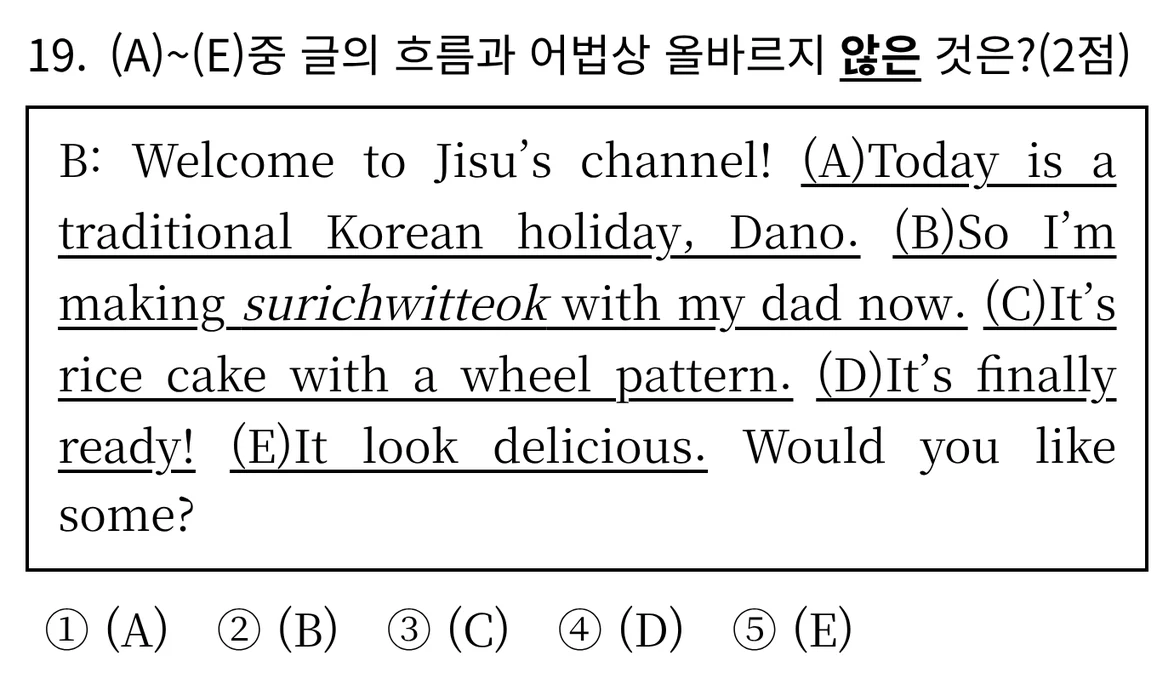 19. (A)~(E)중 글의 흐름과 어법상 올바르지 않은 것은?(2점)
B: Welcome to Jisu’s channel! (A)Today is a
traditional Korean holiday, Dano. (B)So I’m
making surichwitteok with my dad now. (C)It’s
rice cake with a wheel pattern. (D)It’s finally
ready! (E)It look delicious. Would you like
some?
① (A) ② (B) ③ (C) ④ (D) ⑤ (E)